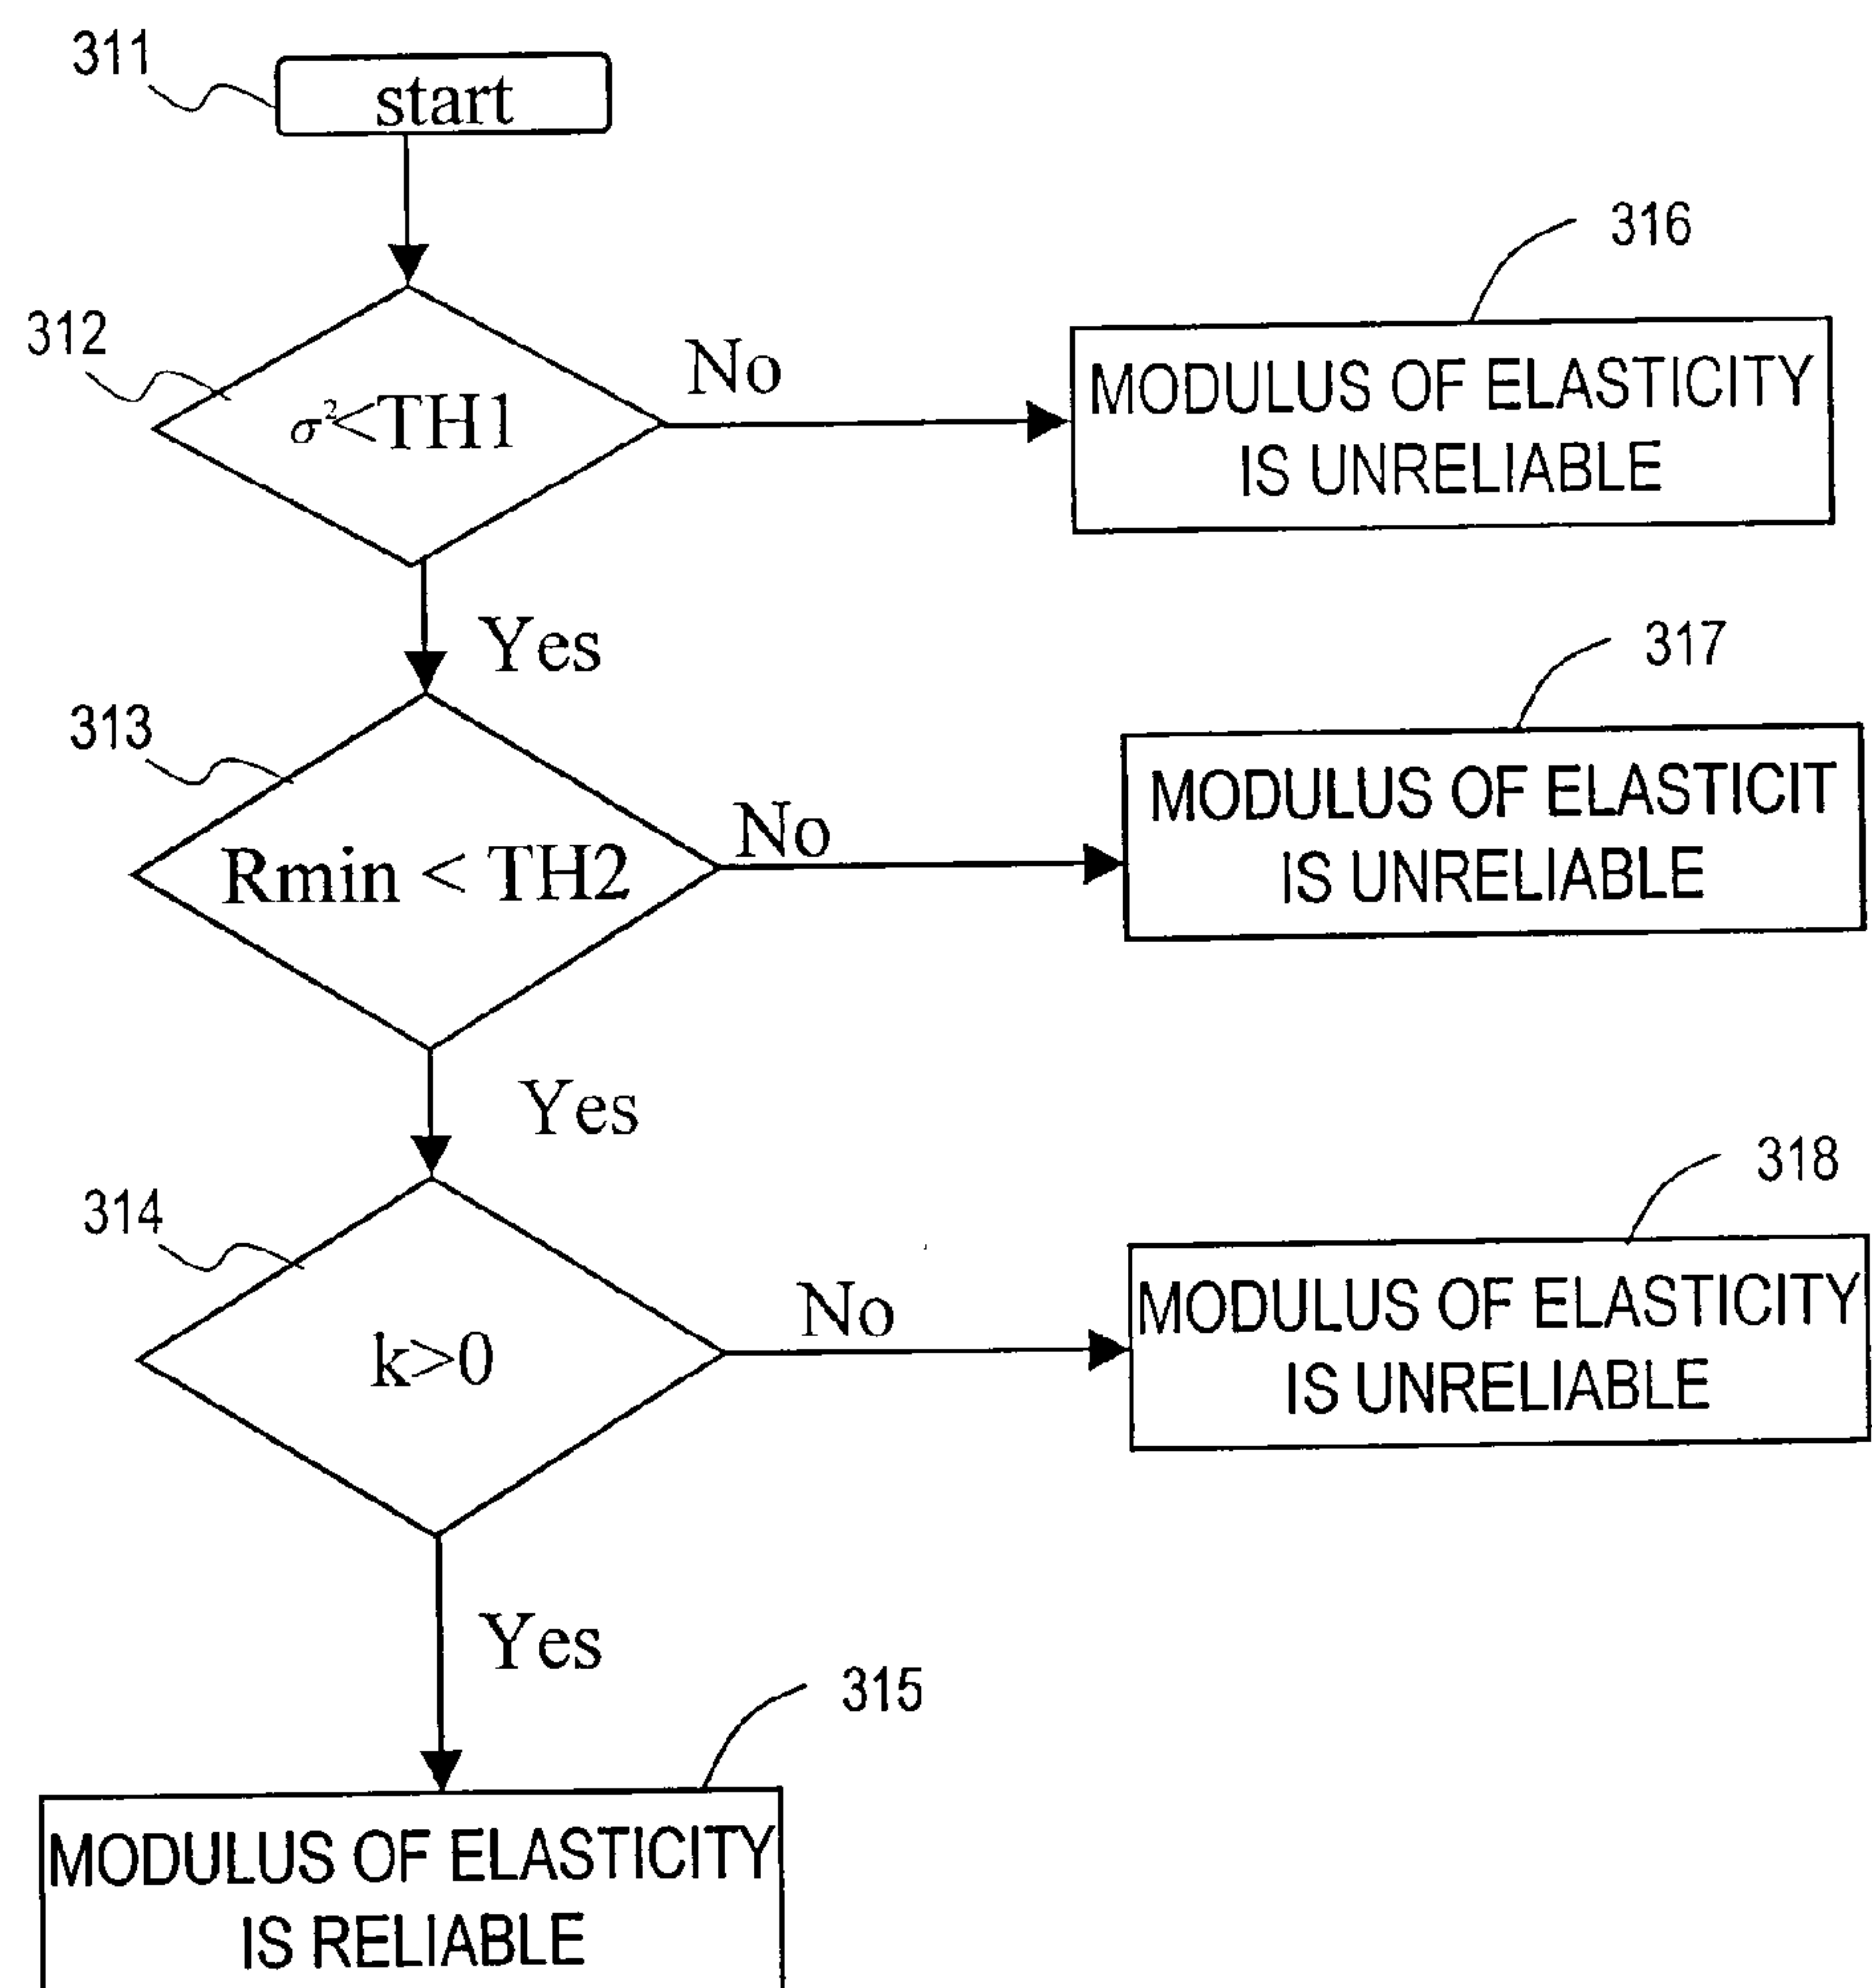 311
start
316
312
σ²<TH1
No
MODULUS OF ELASTICITY
IS UNRELIABLE
Yes
317
313
Rmin < TH2
No
MODULUS OF ELASTICIT
IS UNRELIABLE
Yes
318
314
k>0
No
MODULUS OF ELASTICITY
IS UNRELIABLE
Yes
315
MODULUS OF ELASTICITY
IS RELIABLE